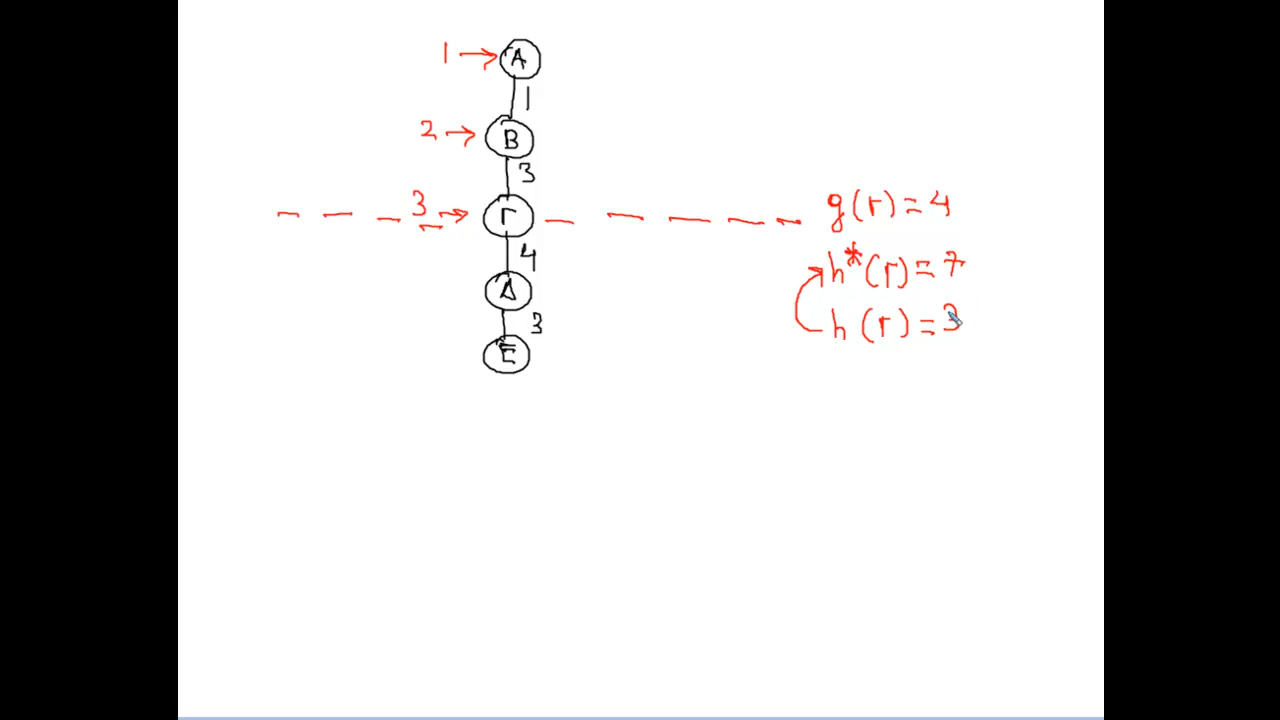 1 → A
1
2 → B
3
3 → Γ
g(Γ) = 4
4
h*(Γ) = 7
Δ
h(Γ) = 3
3
E